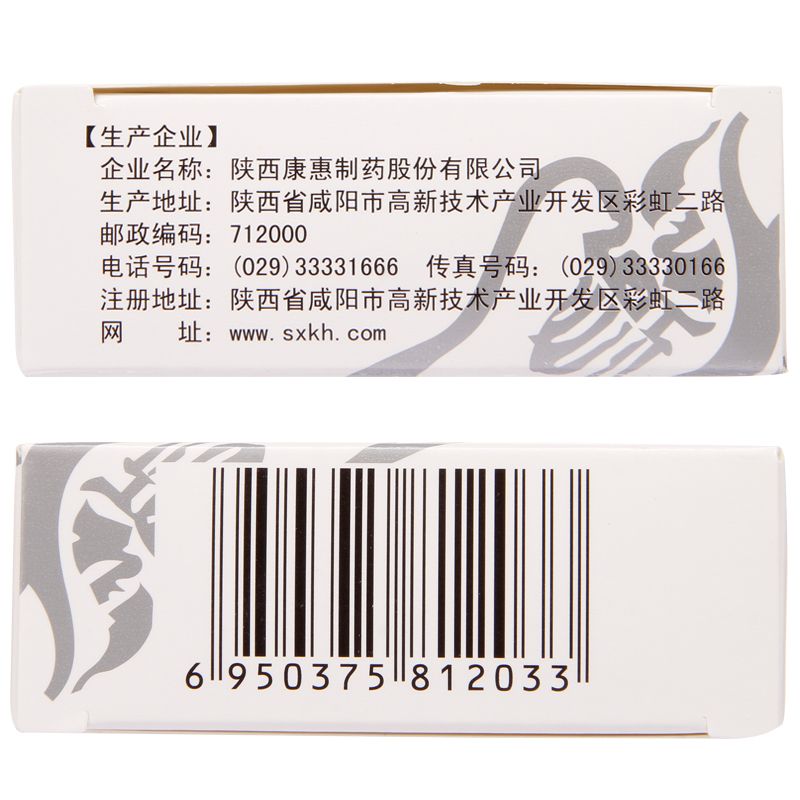 【生产企业】
企业名称：陕西康惠制药股份有限公司
生产地址：陕西省咸阳市高新技术产业开发区彩虹二路
邮政编码：712000
电话号码：(029)33331666 传真号码：(029)33330166
注册地址：陕西省咸阳市高新技术产业开发区彩虹二路
网 址：www.sxkh.com
6 950375 812033